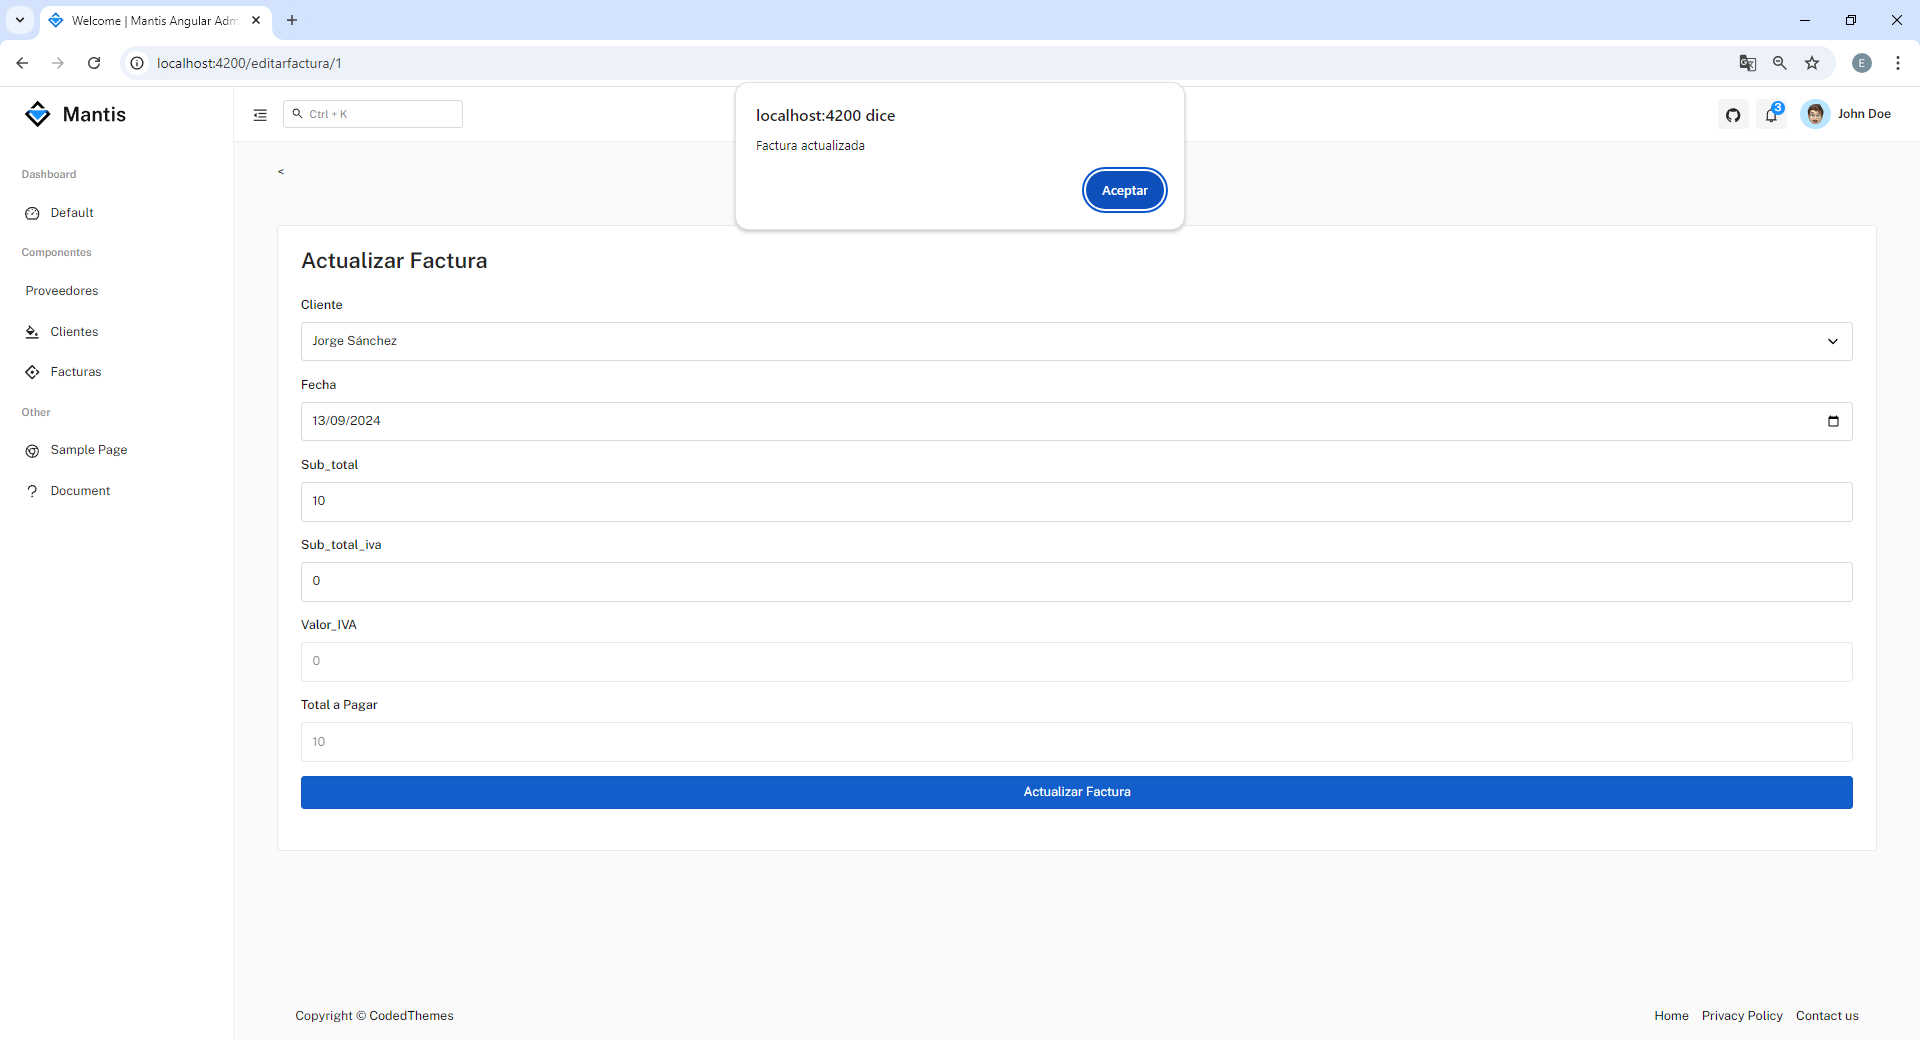 Welcome | Mantis Angular Adm
localhost:4200/editarfactura/1
E
Mantis
Ctrl + K
localhost:4200 dice
Factura actualizada
Aceptar
3
John Doe
Dashboard
Default
Componentes
Proveedores
Clientes
Facturas
Other
Sample Page
Document
<
Actualizar Factura
Cliente
Jorge Sánchez
Fecha
13/09/2024
Sub_total
10
Sub_total_iva
0
Valor_IVA
0
Total a Pagar
10
Actualizar Factura
Copyright © CodedThemes
Home Privacy Policy Contact us